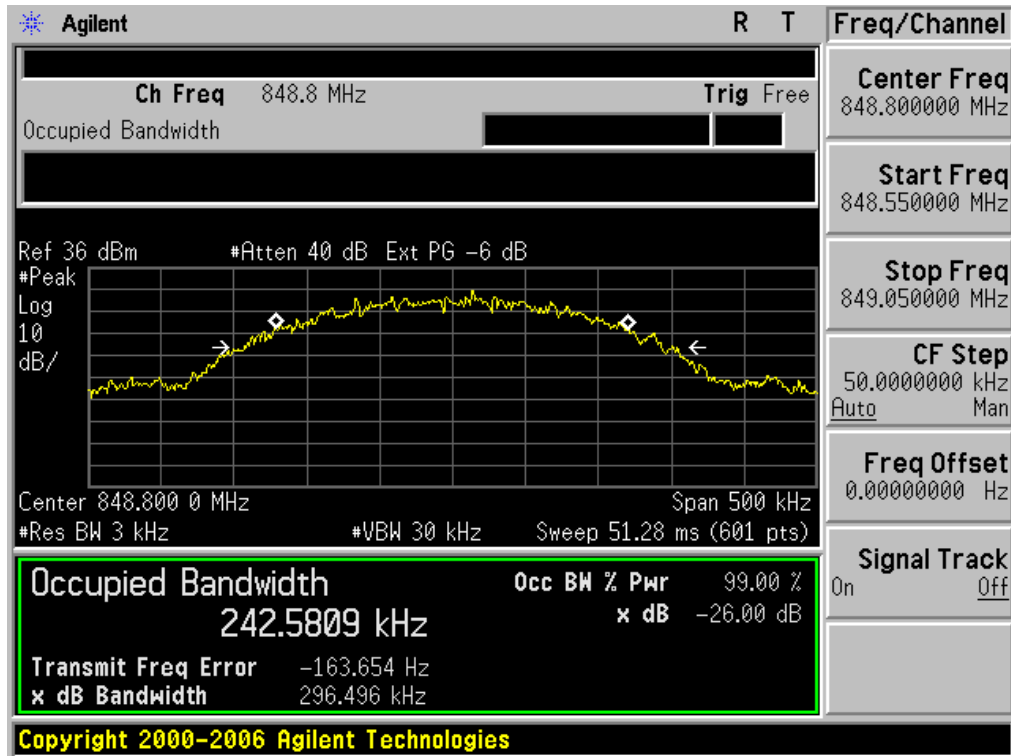 Agilent R T
Ch Freq 848.8 MHz Trig Free
Occupied Bandwidth
Ref 36 dBm #Atten 40 dB Ext PG -6 dB
#Peak
Log
10
dB/
Center 848.800 0 MHz Span 500 kHz
#Res BW 3 kHz #VBW 30 kHz Sweep 51.28 ms (601 pts)
Occupied Bandwidth Occ BW % Pwr 99.00 %
242.5809 kHz x dB -26.00 dB
Transmit Freq Error -163.654 Hz
x dB Bandwidth 296.496 kHz
Copyright 2000-2006 Agilent Technologies
Freq/Channel
Center Freq
848.800000 MHz
Start Freq
848.550000 MHz
Stop Freq
849.050000 MHz
CF Step
50.0000000 kHz
Auto Man
Freq Offset
0.00000000 Hz
Signal Track
On Off